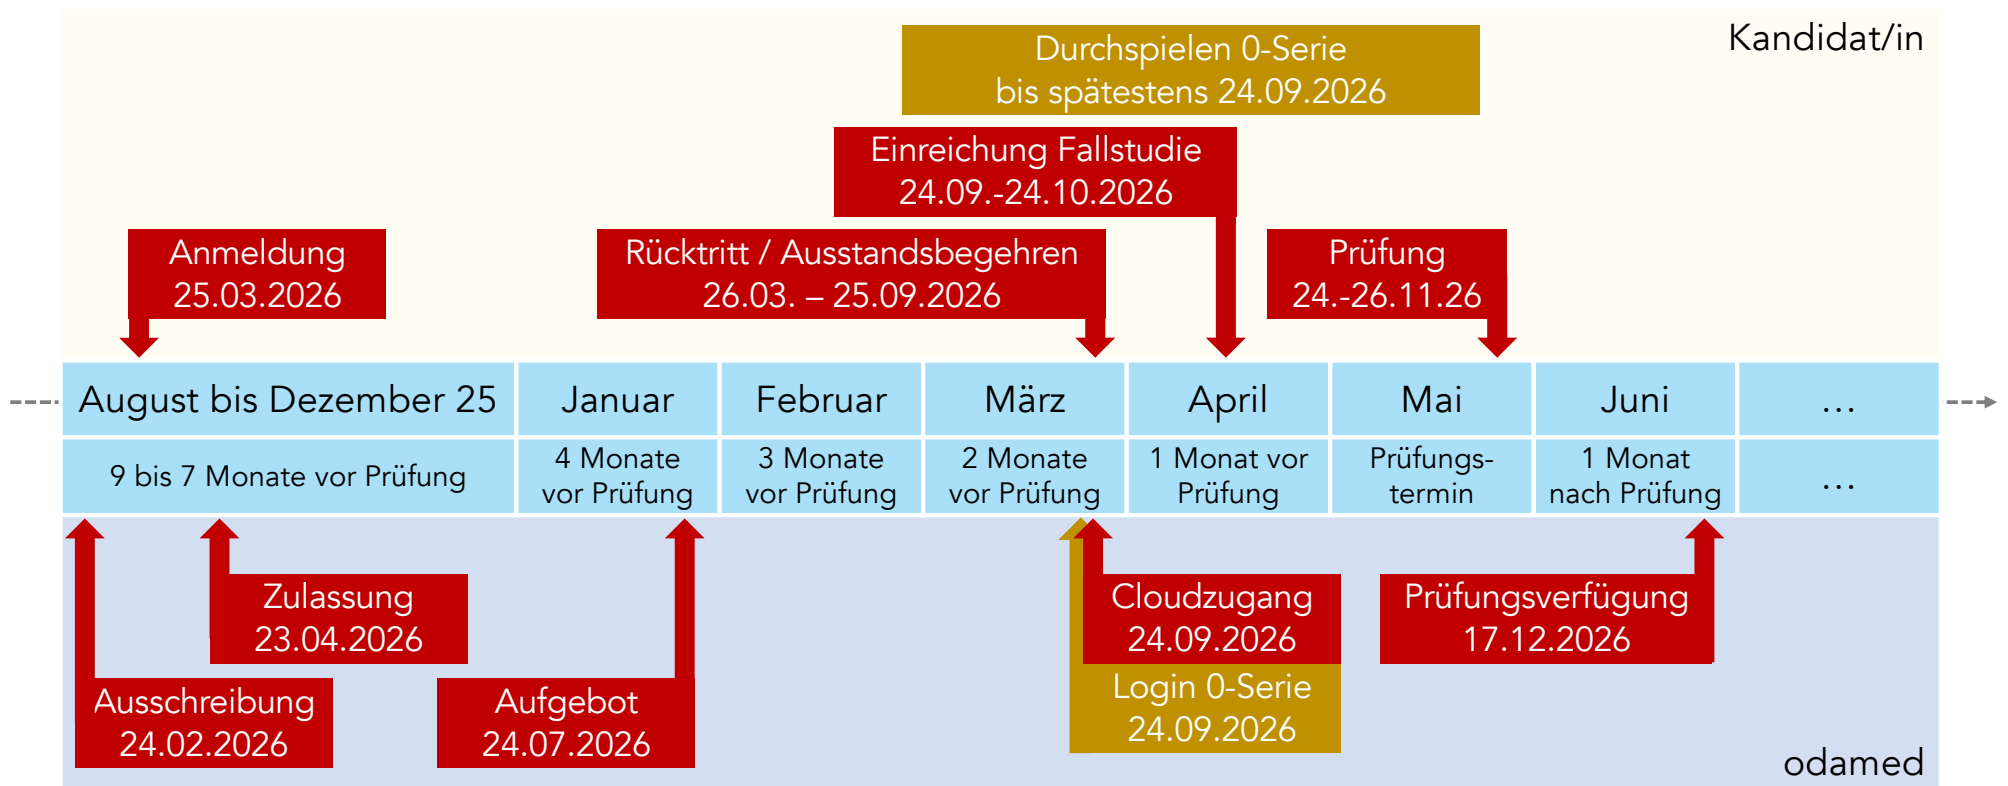 Kandidat/in
Durchspielen 0-Serie
bis spätestens 24.09.2026
Einreichung Fallstudie
24.09.-24.10.2026
Anmeldung
25.03.2026
Rücktritt / Ausstandsbegehren
26.03. – 25.09.2026
Prüfung
24.-26.11.26
August bis Dezember 25
Januar
Februar
März
April
Mai
Juni
...
9 bis 7 Monate vor Prüfung
4 Monate
vor Prüfung
3 Monate
vor Prüfung
2 Monate
vor Prüfung
1 Monat vor
Prüfung
Prüfungs-
termin
1 Monat
nach Prüfung
...
Zulassung
23.04.2026
Cloudzugang
24.09.2026
Prüfungsverfügung
17.12.2026
Ausschreibung
24.02.2026
Aufgebot
24.07.2026
Login 0-Serie
24.09.2026
odamed